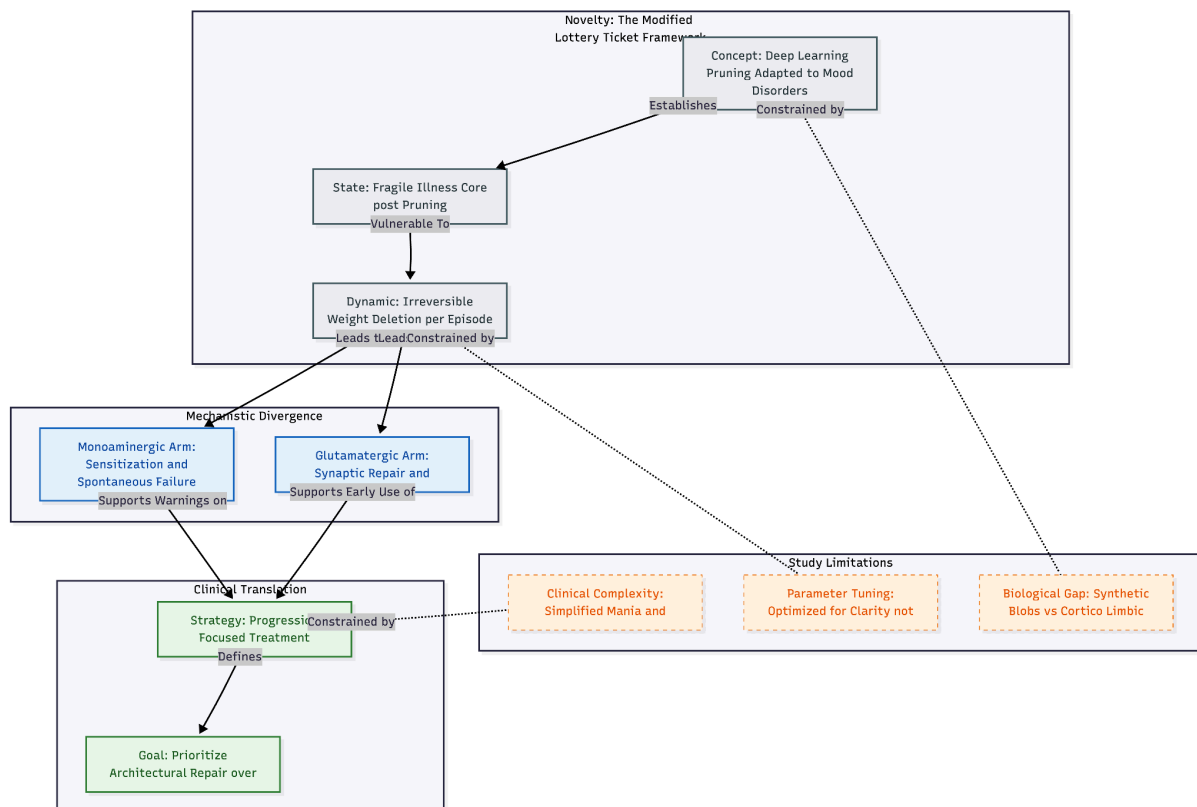 Novelty: The Modified
Lottery Ticket Framework
Concept: Deep Learning
Pruning Adapted to Mood
Disorders
Establishes
Constrained by
State: Fragile Illness Core
post Pruning
Vulnerable To
Dynamic: Irreversible
Weight Deletion per Episode
Leads t
Lead
Constrained by
Mechanistic Divergence
Monoaminergic Arm:
Sensitization and
Spontaneous Failure
Supports Warnings on
Glutamatergic Arm:
Synaptic Repair and
Supports Early Use of
Study Limitations
Clinical Complexity:
Simplified Mania and
Parameter Tuning:
Optimized for Clarity not
Biological Gap: Synthetic
Blobs vs Cortico Limbic
Clinical Translation
Strategy: Progressio
Focused Treatment
Constrained by
Defines
Goal: Prioritize
Architectural Repair over